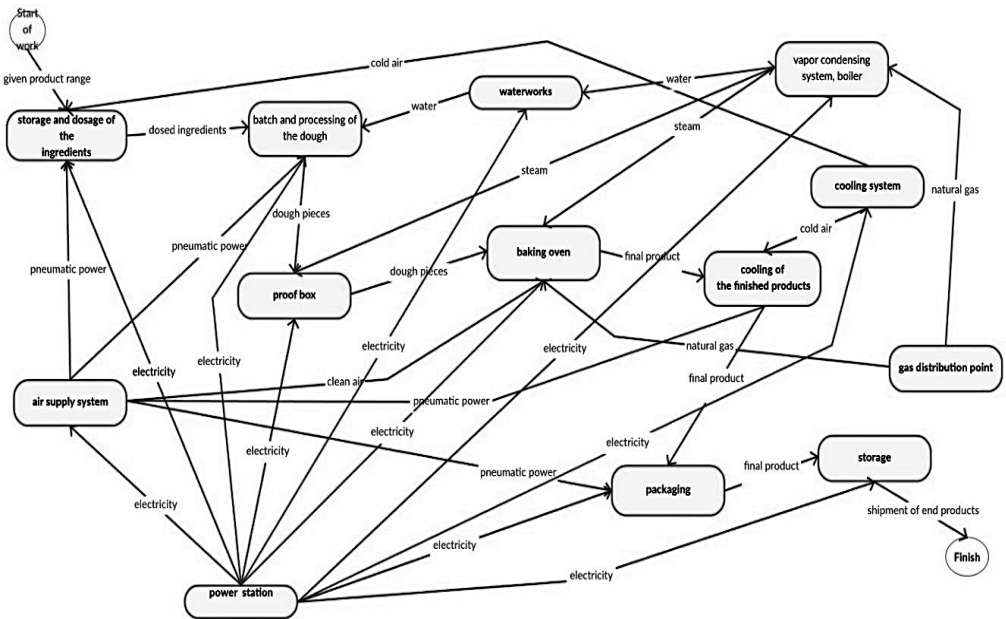 Start
of
work
given product range
cold air
vapor condensing
system, boiler
waterworks
water
water
storage and dosage of
the
ingredients
dosed ingredients
batch and processing of
the dough
steam
steam
cooling system
natural gas
cold air
dough pieces
pneumatic power
pneumatic power
baking oven
final product
cooling of
the finished products
dough pieces
proof box
electricity
electricity
electricity
electricity
natural gas
gas distribution point
final product
clean air
air supply system
pneumatic power
electricity
electricity
electricity
storage
final product
pneumatic power
packaging
electricity
shipment of end products
electricity
Finish
electricity
power station